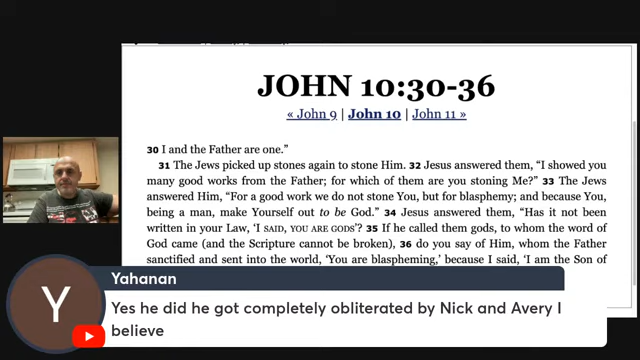 JOHN 10:30-36
« John 9 | John 10 | John 11 »
30 I and the Father are one.”
31 The Jews picked up stones again to stone Him. 32 Jesus answered them, “I showed you
many good works from the Father; for which of them are you stoning Me?” 33 The Jews
answered Him, “For a good work we do not stone You, but for blasphemy; and because You,
being a man, make Yourself out to be God.” 34 Jesus answered them, “Has it not been
written in your Law, ‘I SAID, YOU ARE GODS’? 35 If he called them gods, to whom the word of
God came (and the Scripture cannot be broken), 36 do you say of Him, whom the Father
sanctified and sent into the world, ‘You are blaspheming,’ because I said, ‘I am the Son of
Y
Yahanan
Yes he did he got completely obliterated by Nick and Avery I
believe